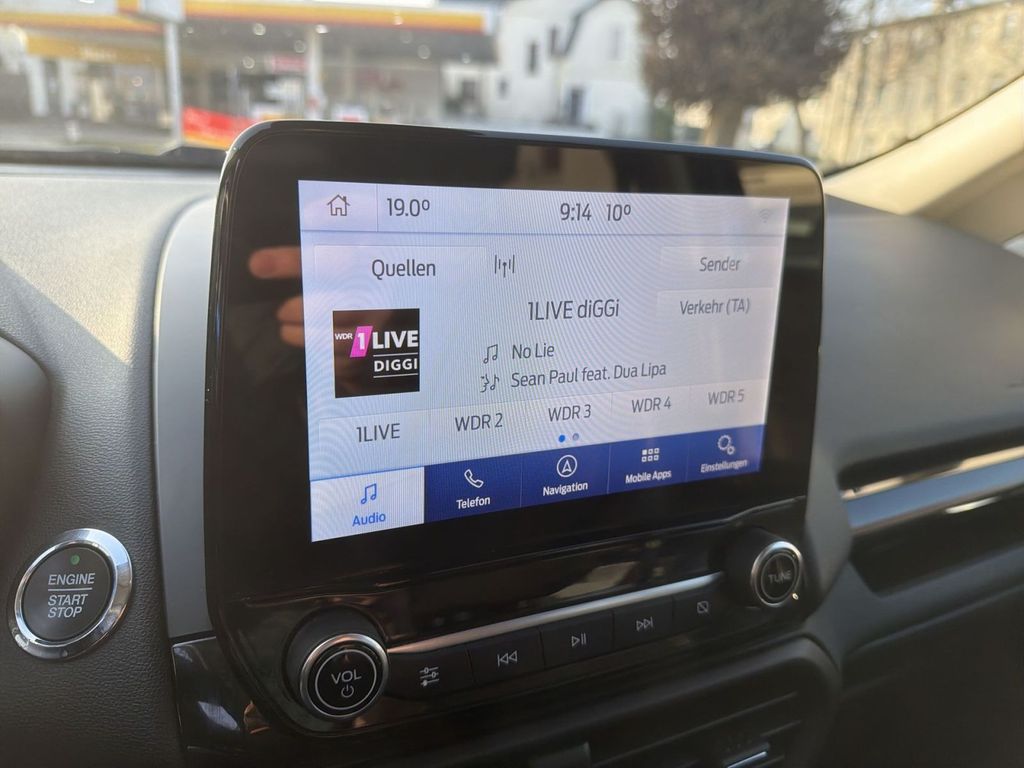 19.0° 9:14 10°
Quellen Sender
1LIVE diGGi Verkehr (TA)
WDR 1LIVE
DIGGI
No Lie
Sean Paul feat. Dua Lipa
1LIVE WDR 2 WDR 3 WDR 4 WDR 5
Audio Telefon Navigation Mobile Apps Einstellungen
ENGINE
START
STOP
VOL
TUNE